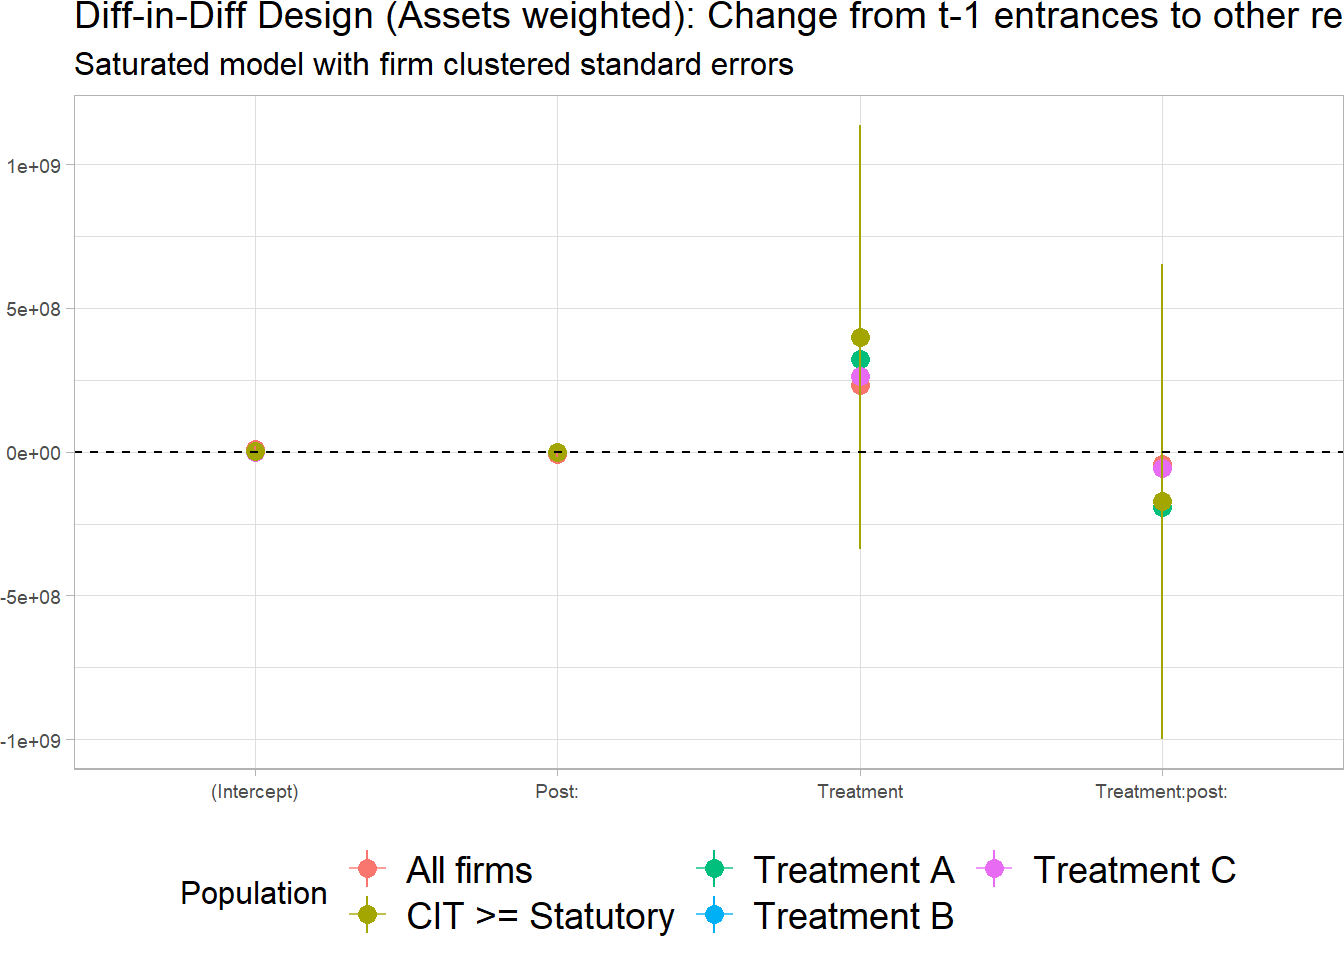 Diff-in-Diff Design (Assets weighted): Change from t-1 entrances to other re
Saturated model with firm clustered standard errors
1e+09
5e+08
0e+00
-5e+08
-1e+09
(Intercept)
Post:
Treatment
Treatment:post:
Population
All firms
CIT >= Statutory
Treatment A
Treatment B
Treatment C